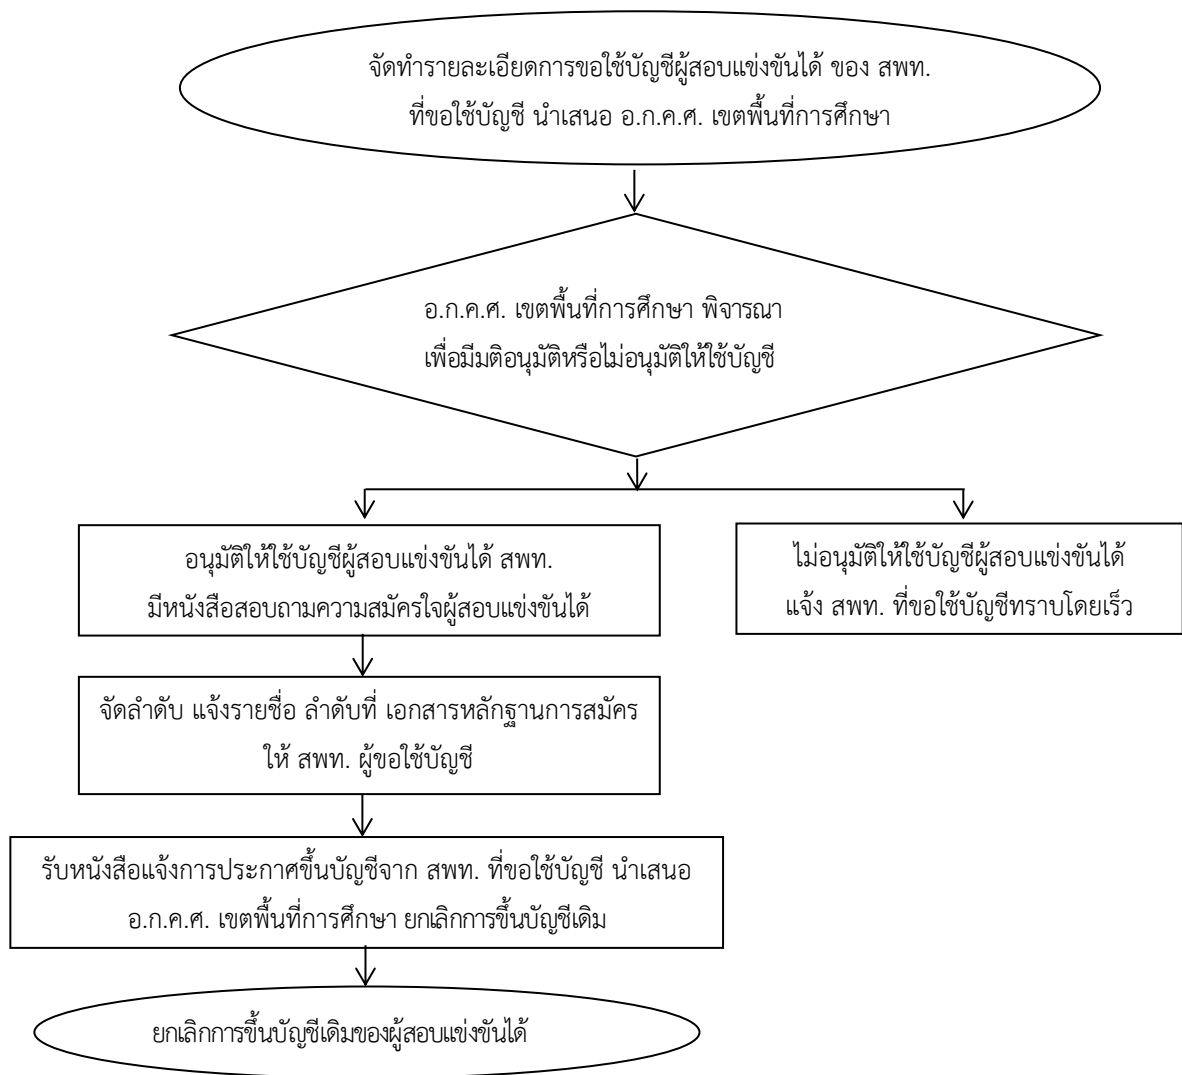 จัดทำรายละเอียดการขอใช้บัญชีผู้สอบแข่งขันได้ ของ สพท.
ที่ขอใช้บัญชี นำเสนอ อ.ก.ค.ศ. เขตพื้นที่การศึกษา
อ.ก.ค.ศ. เขตพื้นที่การศึกษา พิจารณา
เพื่อมีมติอนุมัติหรือไม่อนุมัติให้ใช้บัญชี
อนุมัติให้ใช้บัญชีผู้สอบแข่งขันได้ สพท.
มีหนังสือสอบถามความสมัครใจผู้สอบแข่งขันได้
ไม่อนุมัติให้ใช้บัญชีผู้สอบแข่งขันได้
แจ้ง สพท. ที่ขอใช้บัญชีทราบโดยเร็ว
จัดลำดับ แจ้งรายชื่อ ลำดับที่ เอกสารหลักฐานการสมัคร
ให้ สพท. ผู้ขอใช้บัญชี
รับหนังสือแจ้งการประกาศขึ้นบัญชีจาก สพท. ที่ขอใช้บัญชี นำเสนอ
อ.ก.ค.ศ. เขตพื้นที่การศึกษา ยกเลิกการขึ้นบัญชีเดิม
ยกเลิกการขึ้นบัญชีเดิมของผู้สอบแข่งขันได้